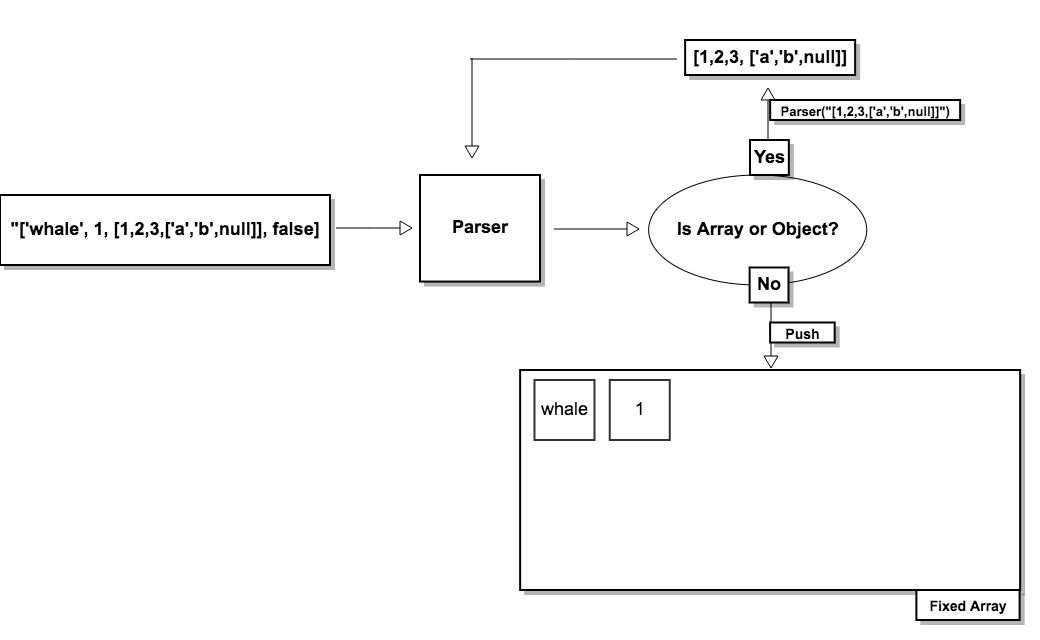 [1,2,3, ['a','b',null]]
Parser("[1,2,3,['a','b',null]]")
Yes
"['whale', 1, [1,2,3,['a','b',null]], false]
Parser
Is Array or Object?
No
Push
whale
1
Fixed Array